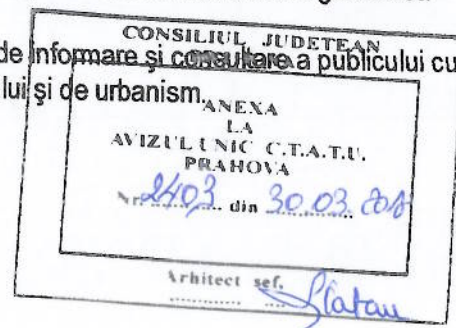 CONSILIUL JUDETEAN
de informare şi consultare a publicului cu
lui şi de urbanism.
ANEXA
LA
AVIZUL UNIC C.T.A.T.U.
PRAHOVA
Nr. 2403 din 30.03.
Arhitect sef,